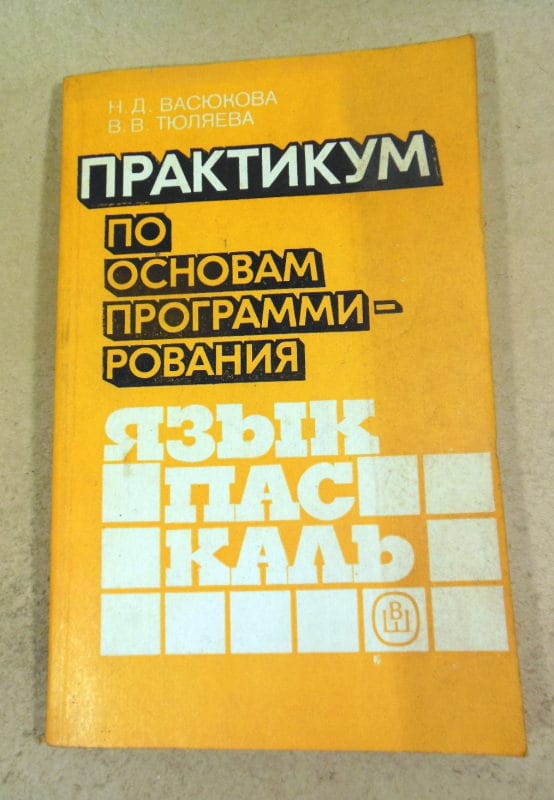 Н. Д. ВАСЮКОВА
В. В. ТЮЛЯЕВА
ПРАКТИКУМ
ПО
ОСНОВАМ
ПРОГРАММИ-
РОВАНИЯ
ЯЗЫК
ПАС
КАЛЬ
ВШ